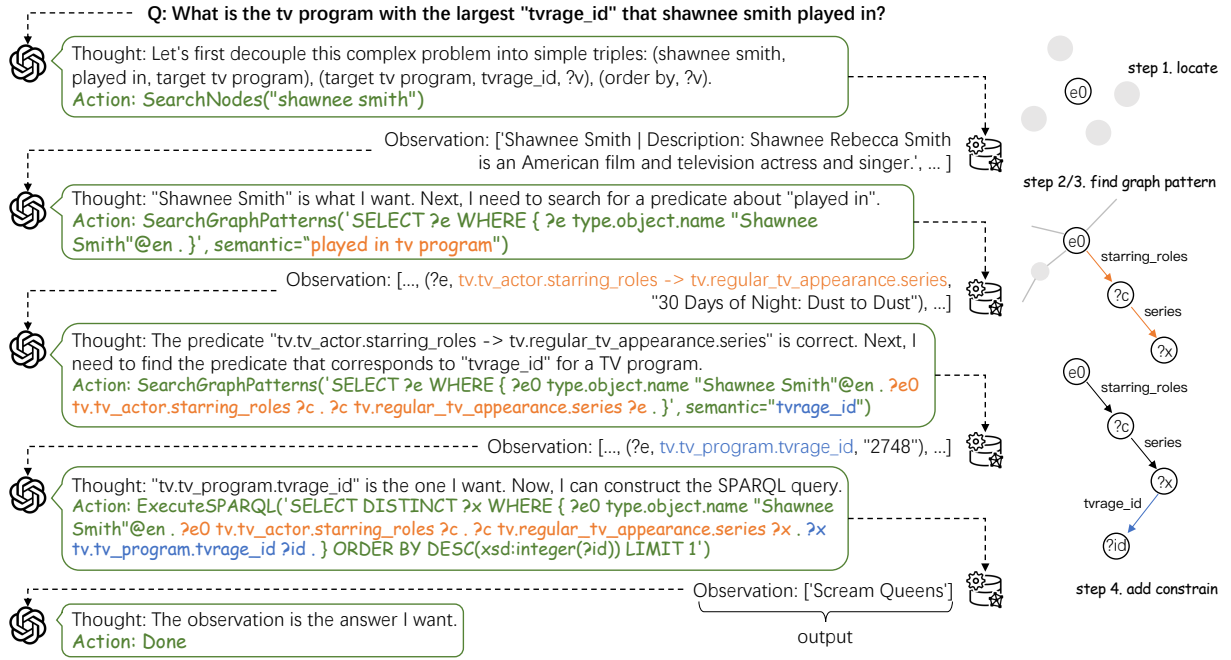 Q: What is the tv program with the largest "tvrage_id" that shawnee smith played in?
Thought: Let's first decouple this complex problem into simple triples: (shawnee smith,
played in, target tv program), (target tv program, tvrage_id, ?v), (order by, ?v).
Action: SearchNodes("shawnee smith")
step 1. locate
e0
Observation: ['Shawnee Smith | Description: Shawnee Rebecca Smith
is an American film and television actress and singer.', ... ]
step 2/3. find graph pattern
Thought: "Shawnee Smith" is what I want. Next, I need to search for a predicate about "played in".
Action: SearchGraphPatterns('SELECT ?e WHERE { ?e type.object.name "Shawnee
Smith"@en . }', semantic="played in tv program")
e0
starring_roles
?c
series
?x
Observation: [..., (?e, tv.tv_actor.starring_roles -> tv.regular_tv_appearance.series,
"30 Days of Night: Dust to Dust"), ...]
Thought: The predicate "tv.tv_actor.starring_roles -> tv.regular_tv_appearance.series" is correct. Next, I
need to find the predicate that corresponds to "tvrage_id" for a TV program.
Action: SearchGraphPatterns('SELECT ?e WHERE { ?e0 type.object.name "Shawnee Smith"@en . ?e0
tv.tv_actor.starring_roles ?c . ?c tv.regular_tv_appearance.series ?e . }', semantic="tvrage_id")
e0
starring_roles
?c
series
?x
tvrage_id
?id
Observation: [..., (?e, tv.tv_program.tvrage_id, "2748"), ...]
Thought: "tv.tv_program.tvrage_id" is the one I want. Now, I can construct the SPARQL query.
Action: ExecuteSPARQL('SELECT DISTINCT ?x WHERE { ?e0 type.object.name "Shawnee
Smith"@en . ?e0 tv.tv_actor.starring_roles ?c . ?c tv.regular_tv_appearance.series ?x . ?x
tv.tv_program.tvrage_id ?id . } ORDER BY DESC(xsd:integer(?id)) LIMIT 1')
step 4. add constrain
Observation: ['Scream Queens']
output
Thought: The observation is the answer I want.
Action: Done